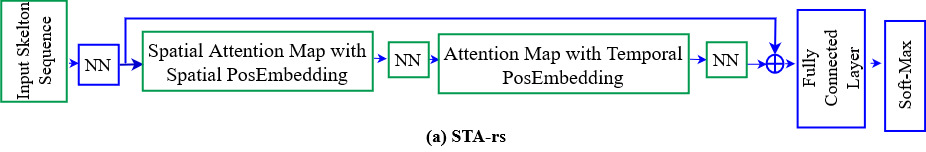 Input Skelton
Sequence
NN
Spatial Attention Map with
Spatial PosEmbedding
NN
Attention Map with Temporal
PosEmbedding
NN
Fully
Connected
Layer
Soft-Max
(a) STA-rs